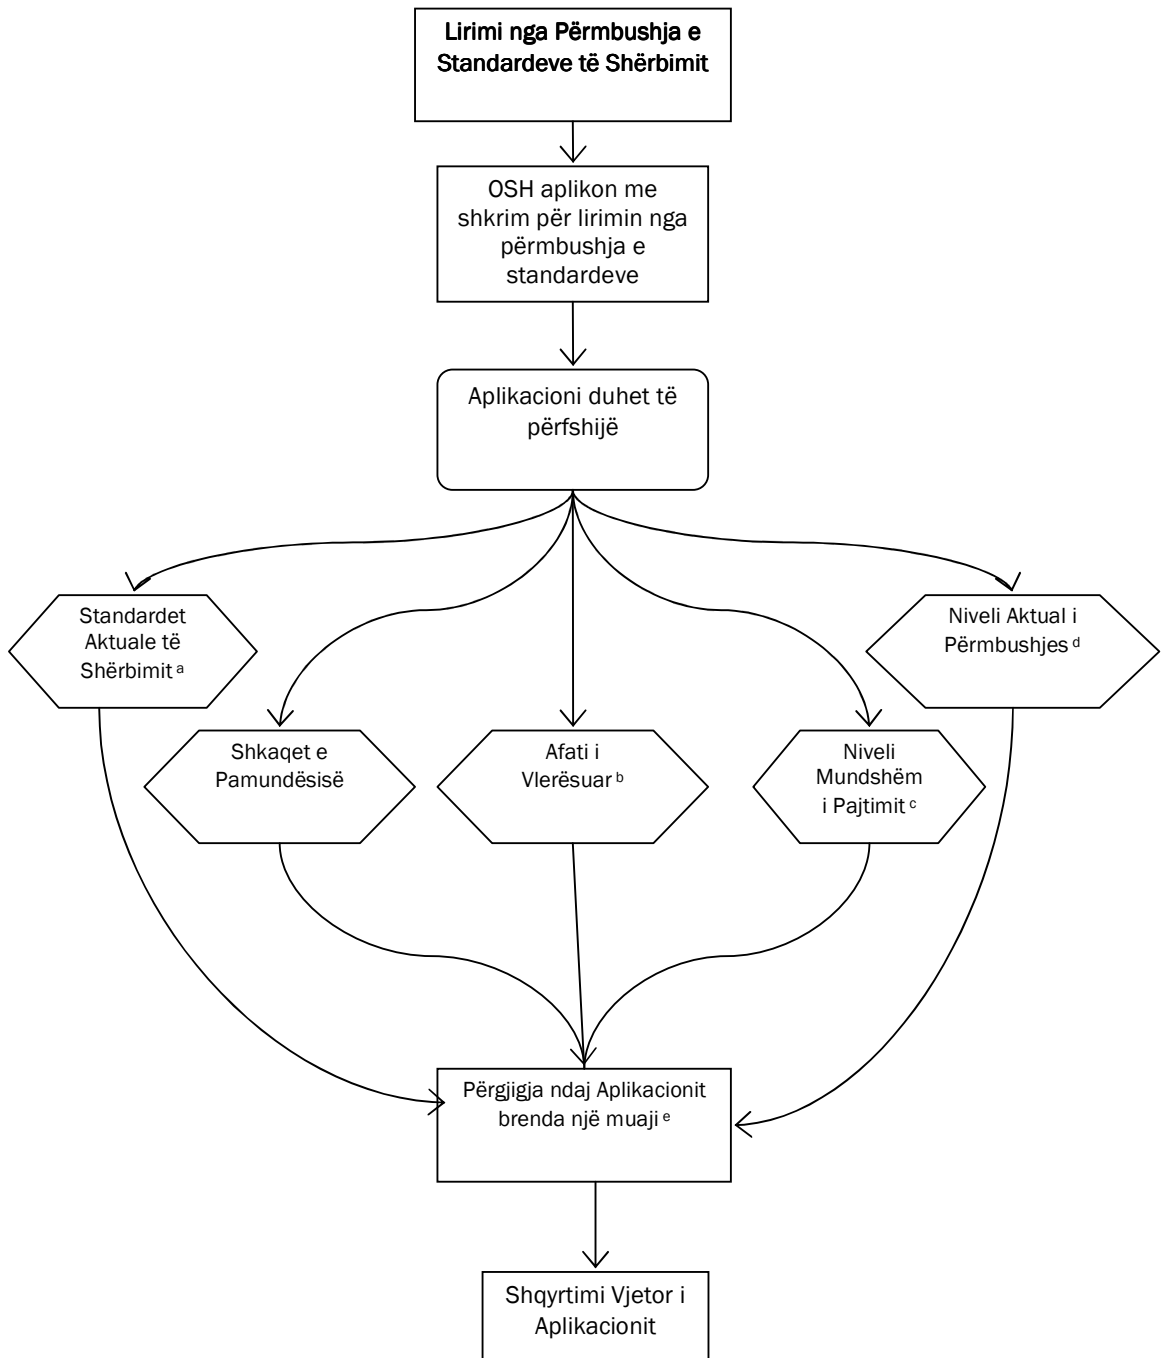 Lirimi nga Përmbushja e
Standardeve të Shërbimit
OSH aplikon me
shkrim për lirimin nga
përmbushja e
standardeve
Aplikacioni duhet të
përfshijë
Standardet
Aktuale të
Shërbimit a
Niveli Aktual i
Përmbushjes d
Shkaqet e
Pamundësisë
Afati i
Vlerësuar b
Niveli
Mundshëm
i Pajtimit c
Përgjigja ndaj Aplikacionit
brenda një muaji e
Shqyrtimi Vjetor i
Aplikacionit